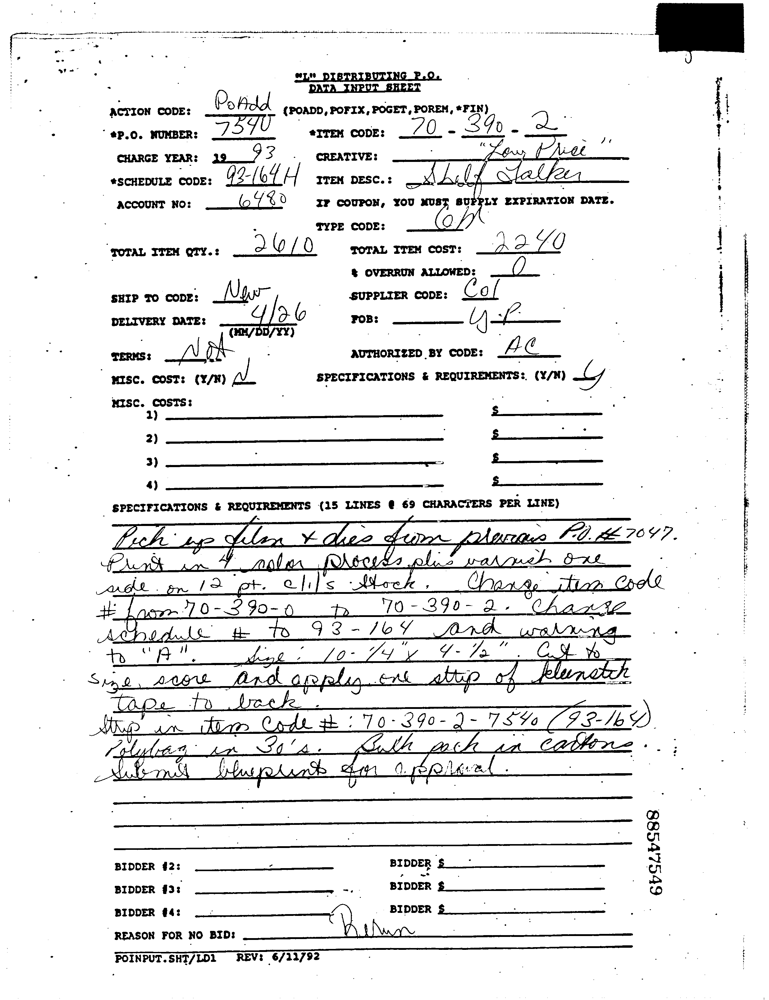 "L" DISTRIBUTING P.O.
DATA INPUT SHEET
ACTION CODE: PoAdd (POADD,POFIX,POGET,POREM,*FIN)
*P.O. NUMBER: 7540 *ITEM CODE: 70 - 390 - 2
CHARGE YEAR: 19 93 CREATIVE: "Low Price"
*SCHEDULE CODE: 93-164H ITEM DESC.: Shelf Talker
ACCOUNT NO: 6480 IF COUPON, YOU MUST SUPPLY EXPIRATION DATE.
TYPE CODE:
TOTAL ITEM QTY.: 2610 TOTAL ITEM COST: 2240
% OVERRUN ALLOWED: 0
SHIP TO CODE: New SUPPLIER CODE: Col
DELIVERY DATE: 4/26 FOB: Y.P.
(MM/DD/YY)
TERMS: AUTHORIZED BY CODE: AC
MISC. COST: (Y/N) N SPECIFICATIONS & REQUIREMENTS: (Y/N) y
MISC. COSTS:
1) $
2) $
3) $
4) $
SPECIFICATIONS & REQUIREMENTS (15 LINES @ 69 CHARACTERS PER LINE)
Pick up film + dies from previous P.O. # 7047.
Print in 4 color process plus varnish one
side on 12 pt. c/1/s stock. Change item code
# from 70-390-0 to 70-390-2. Change
schedule # to 93-164 and warning
to "A". Size: 10-1/4" x 4-1/2". Cut to
size, score and apply one strip of kleenstik
tape to back.
Strip in item code #: 70-390-2-7540 (93-164)
Polybag in 30's. Bulk pack in cartons.
Submit blueprints for approval.
BIDDER #2: BIDDER $
BIDDER #3: BIDDER $
BIDDER #4: BIDDER $
REASON FOR NO BID: Rerun
POINPUT.SHT/LD1 REV: 6/11/92
88547549